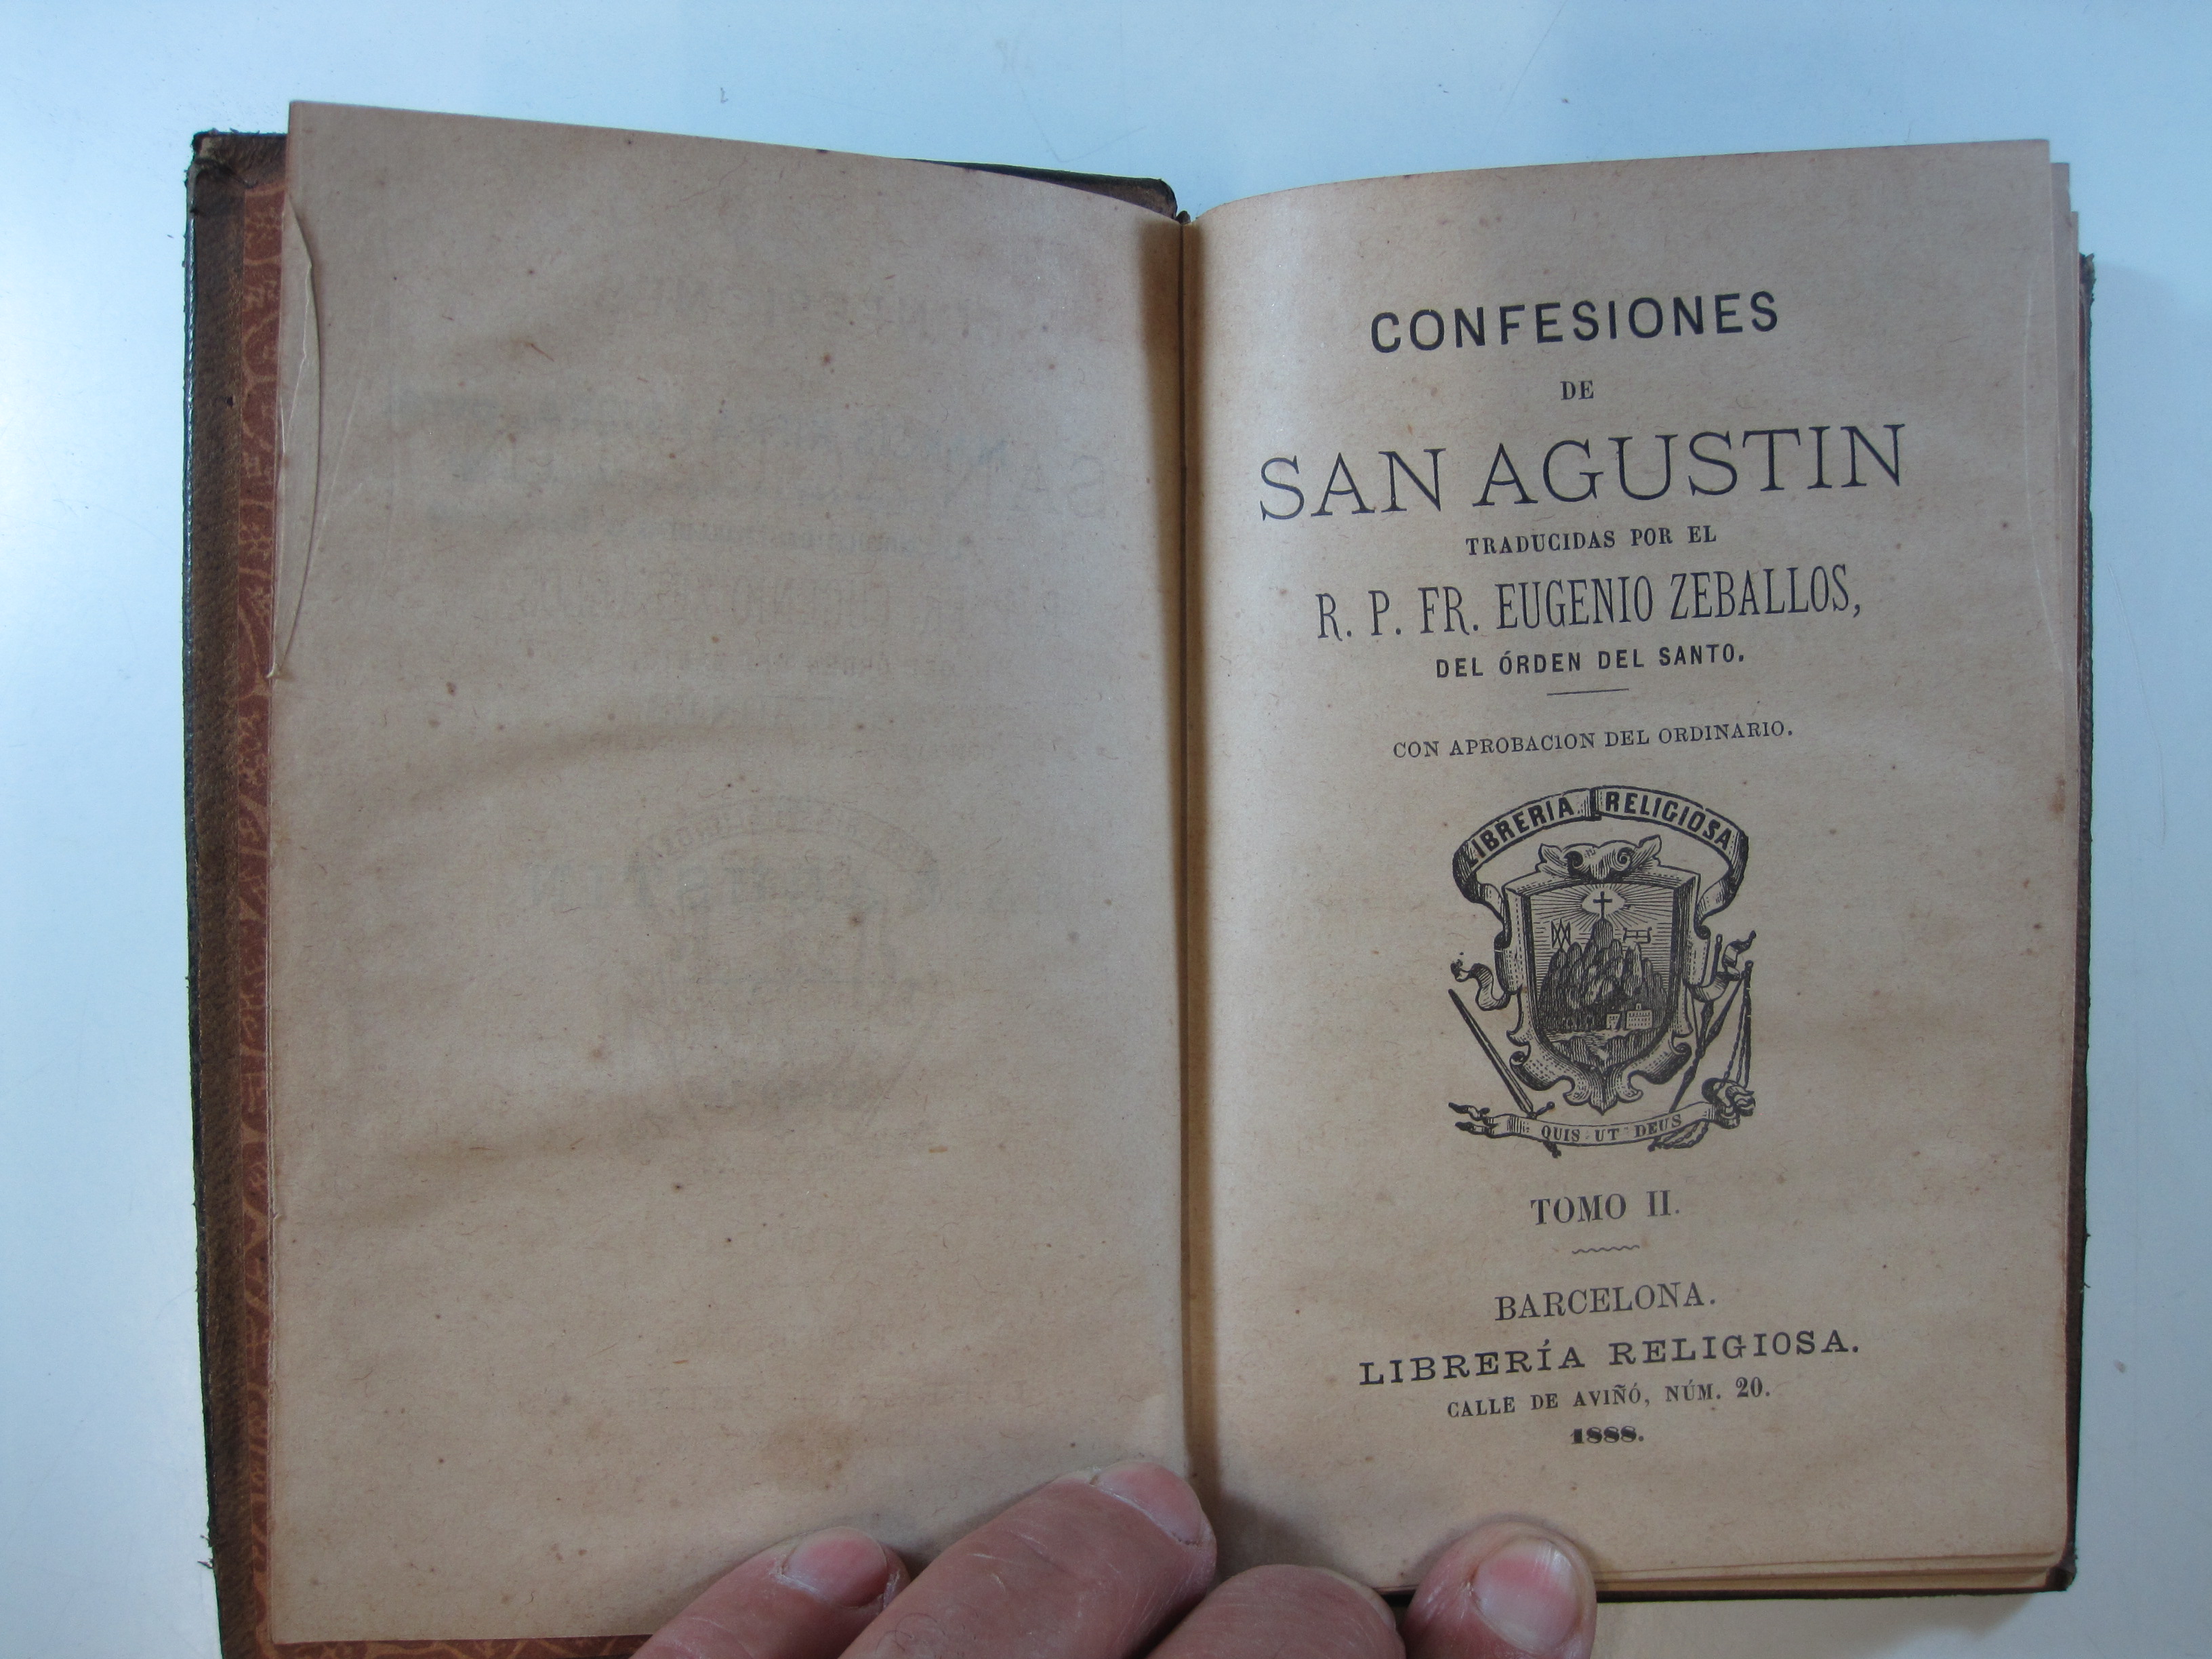 CONFESIONES
DE
SAN AGUSTIN
TRADUCIDAS POR EL
R. P. FR. EUGENIO ZEBALLOS,
DEL ÓRDEN DEL SANTO.
CON APROBACION DEL ORDINARIO.
LIBRERIA RELIGIOSA
QUIS UT DEUS
TOMO II.
BARCELONA.
LIBRERÍA RELIGIOSA.
CALLE DE AVIÑÓ, NÚM. 20.
1888.